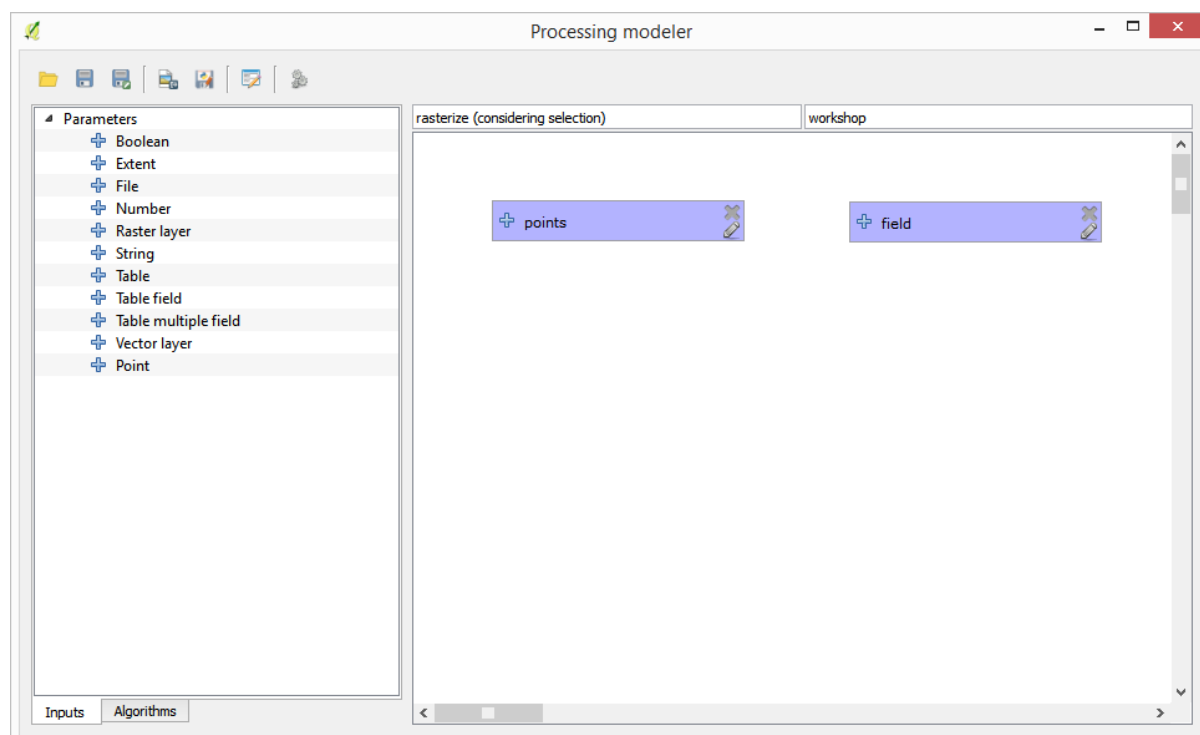 Processing modeler
Parameters
Boolean
Extent
File
Number
Raster layer
String
Table
Table field
Table multiple field
Vector layer
Point
Inputs
Algorithms
rasterize (considering selection)
workshop
points
field